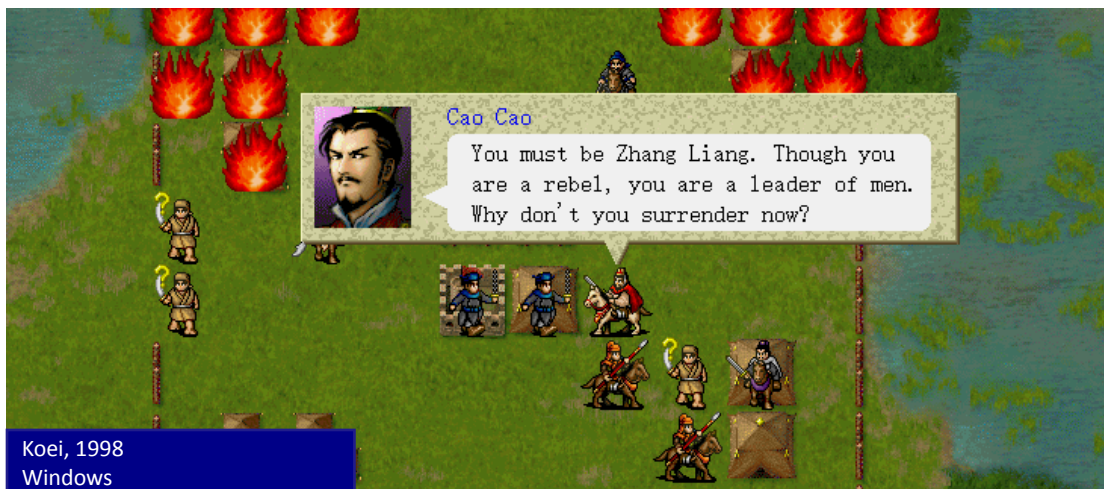 Cao Cao
You must be Zhang Liang. Though you
are a rebel, you are a leader of men.
Why don't you surrender now?
Koei, 1998
Windows